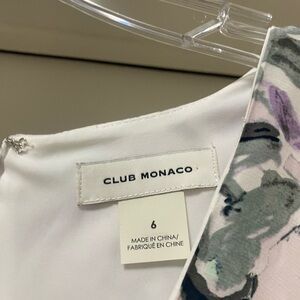 CLUB MONACO
6
MADE IN CHINA/
FABRIQUÉ EN CHINE